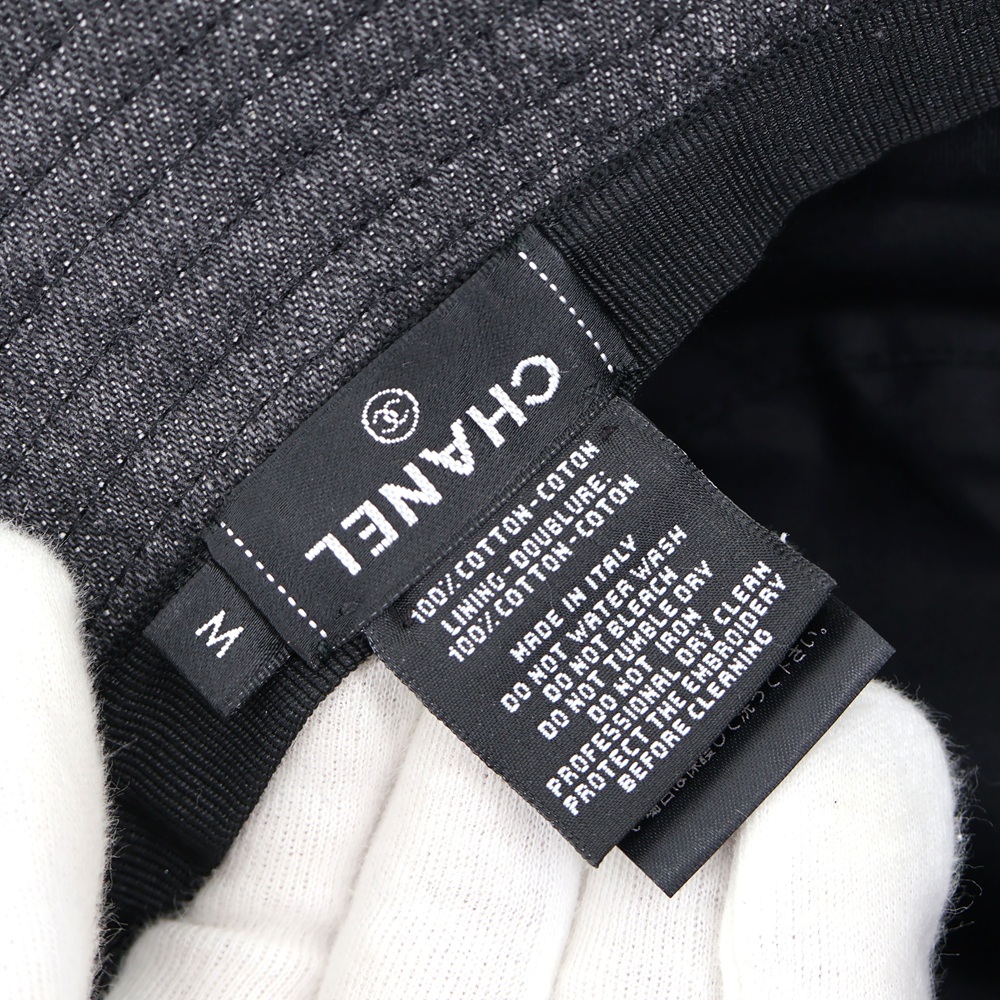 CHANEL
M
100% COTTON-COTON
LINING-DOUBLURE:
100% COTTON-COTON
MADE IN ITALY
DO NOT WATER WASH
DO NOT BLEACH
DO NOT TUMBLE DRY
DO NOT IRON
PROFESSIONAL DRY CLEAN
PROTECT THE EMBROIDERY
BEFORE CLEANING